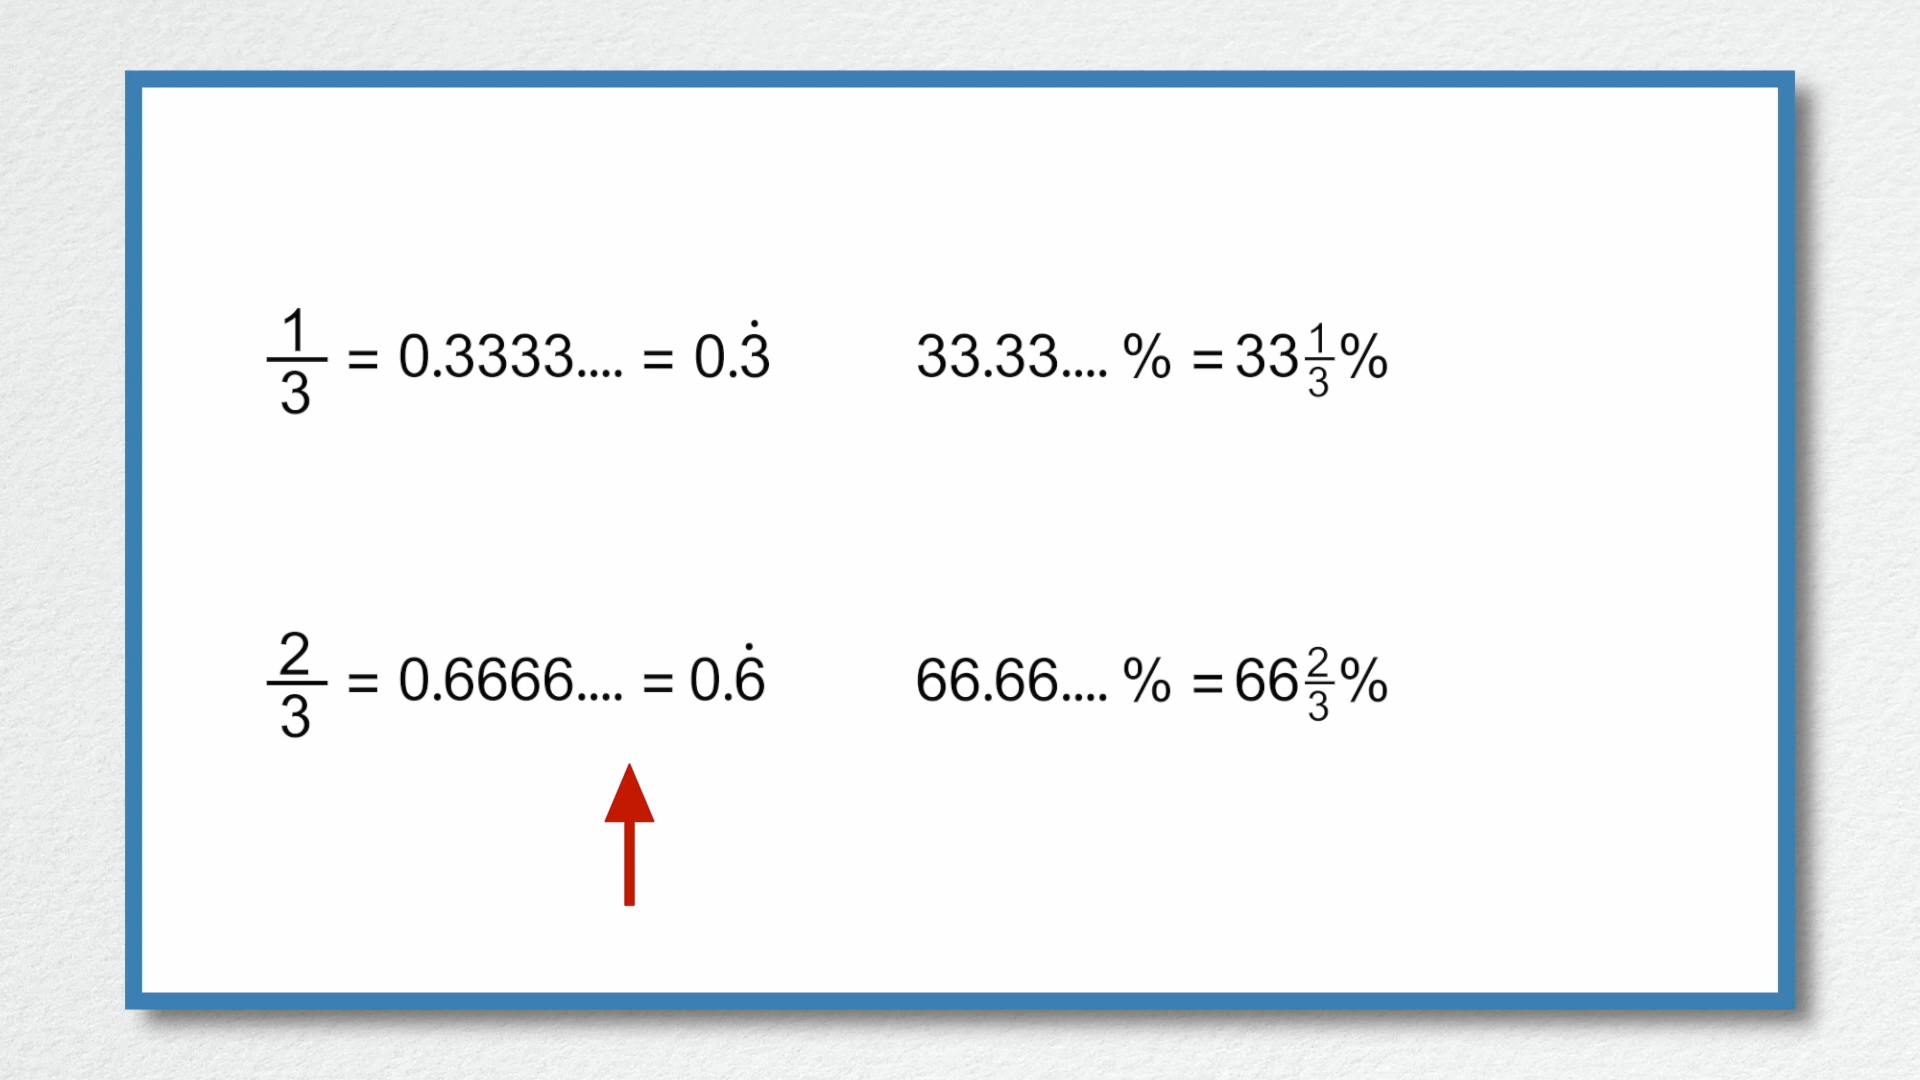 1/3 = 0.3333.... = 0.3̇ 33.33.... % = 33 1/3 %
2/3 = 0.6666.... = 0.6̇ 66.66.... % = 66 2/3 %